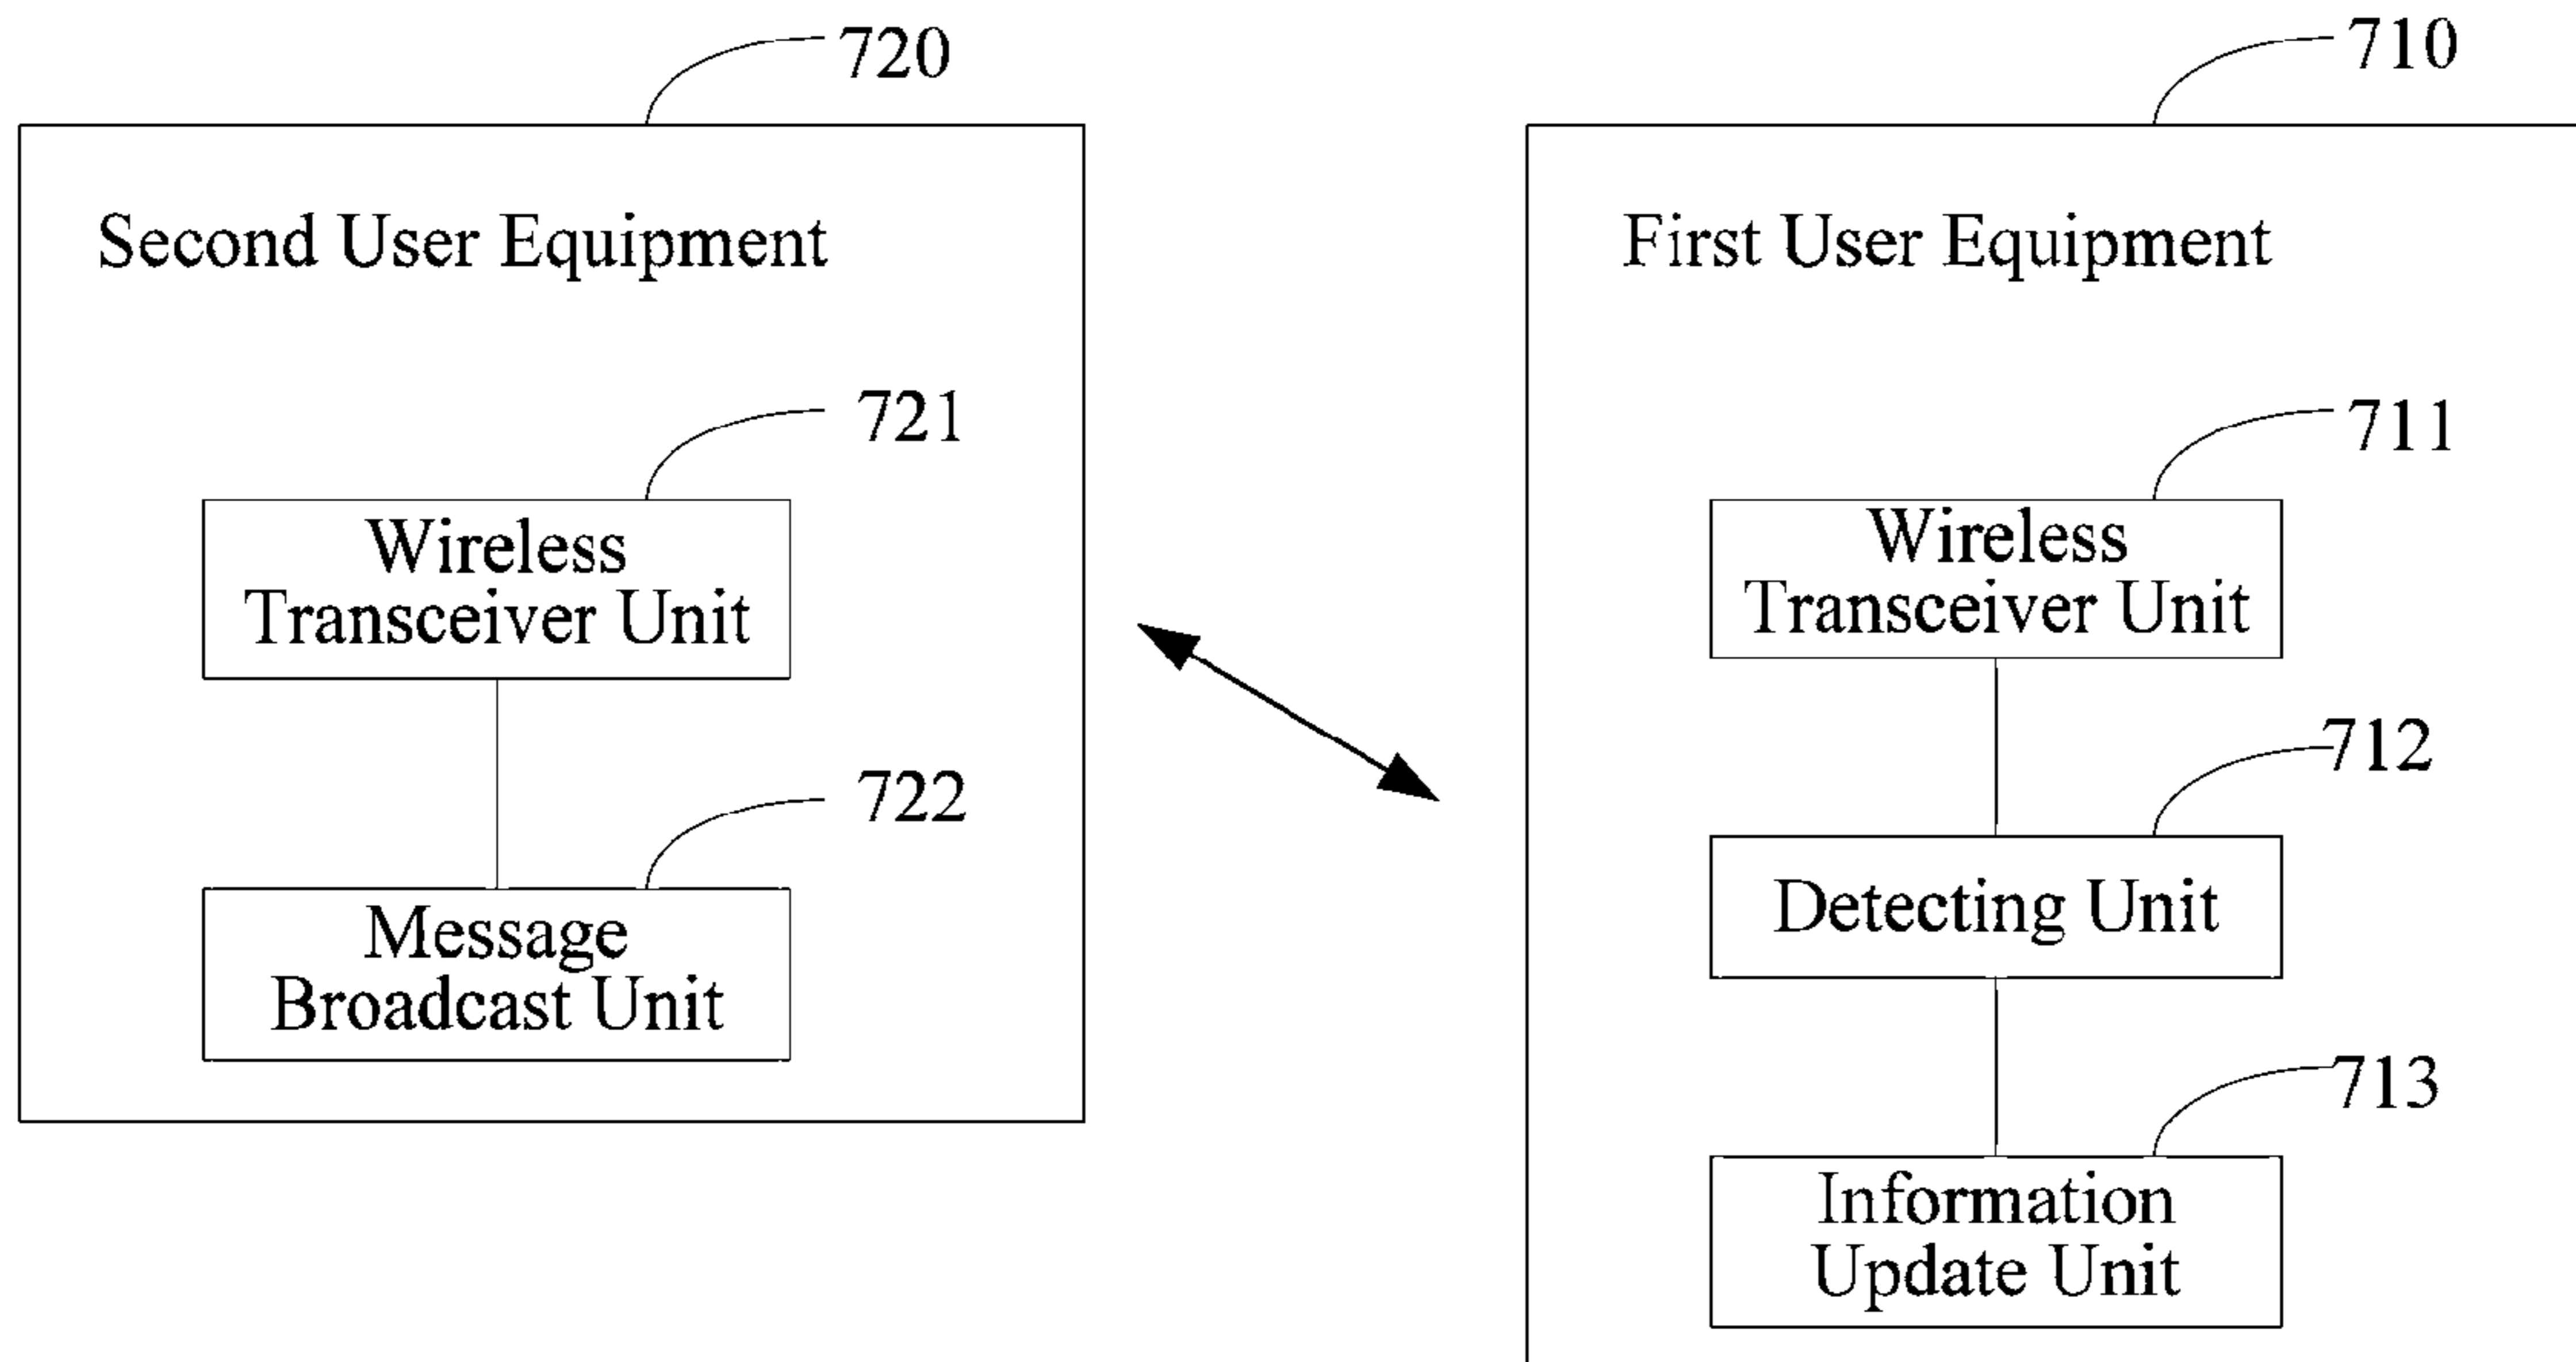 720
Second User Equipment
721
Wireless
Transceiver Unit
722
Message
Broadcast Unit
710
First User Equipment
711
Wireless
Transceiver Unit
712
Detecting Unit
713
Information
Update Unit